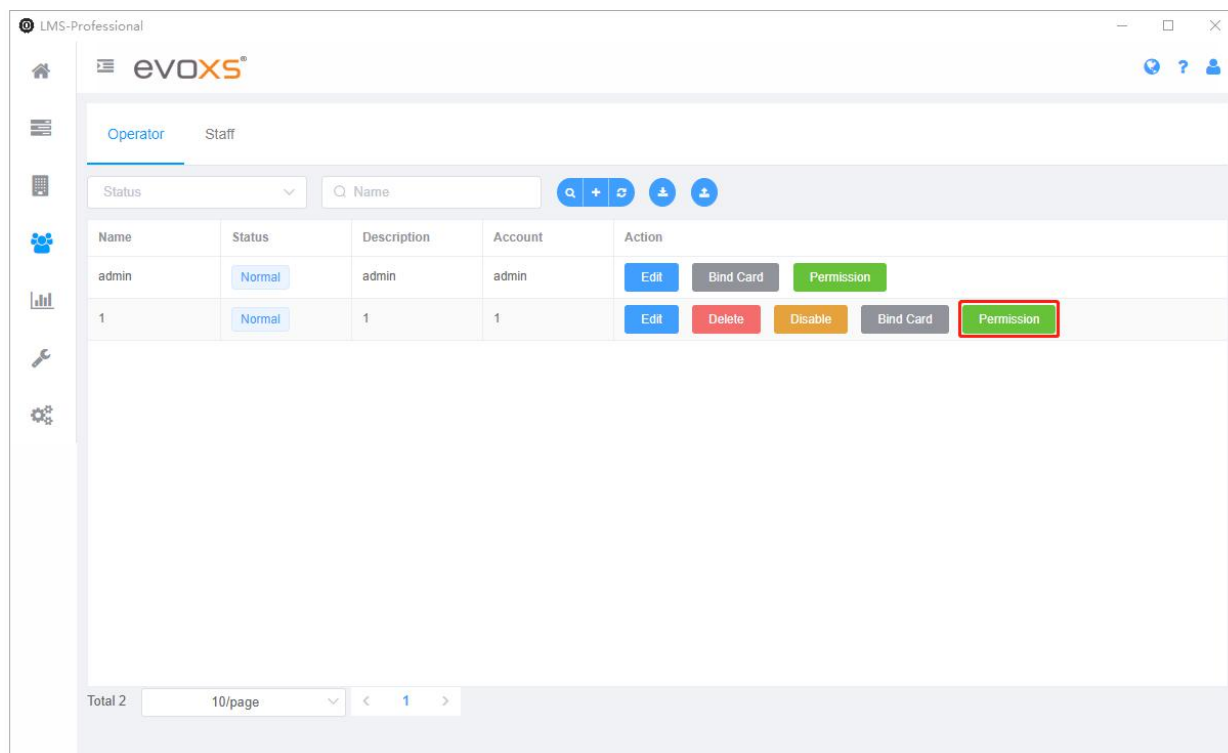 LMS-Professional
evoxs®
?
Operator Staff
Status Name
Name Status Description Account Action
admin Normal admin admin Edit Bind Card Permission
1 Normal 1 1 Edit Delete Disable Bind Card Permission
Total 2 10/page < 1 >